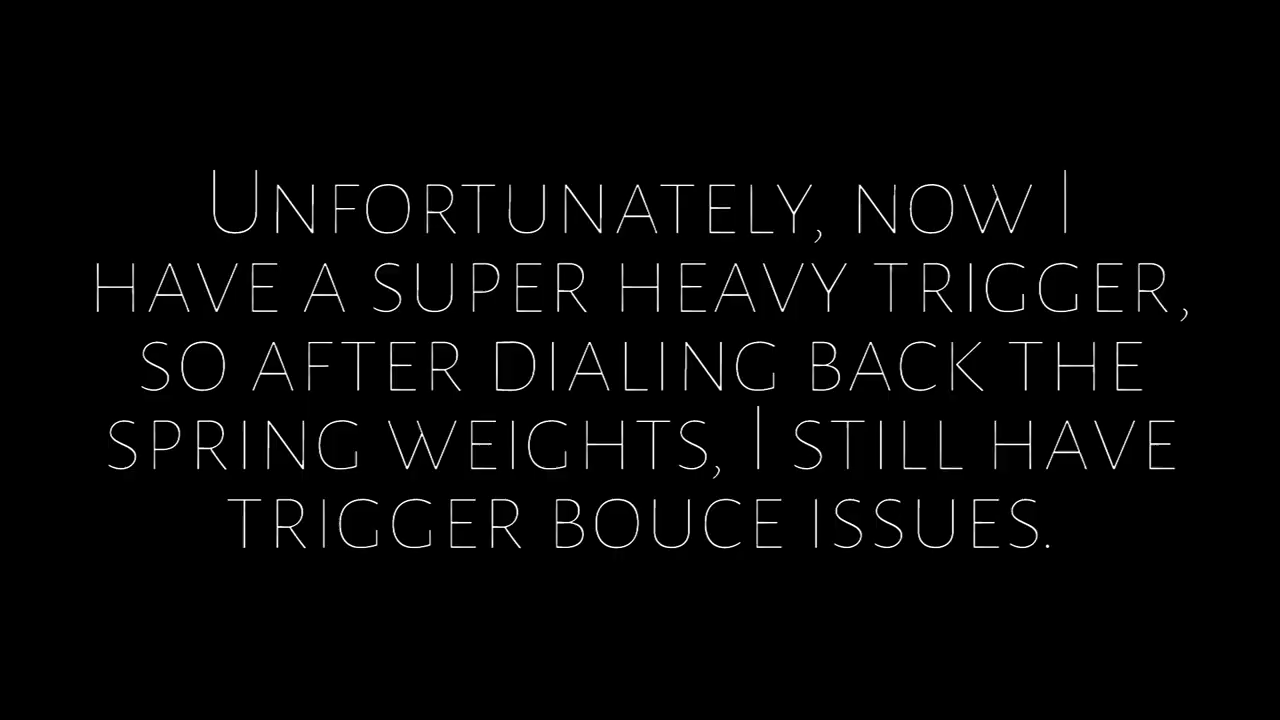 Unfortunately, now I
have a super heavy trigger,
so after dialing back the
spring weights, I still have
trigger bouce issues.